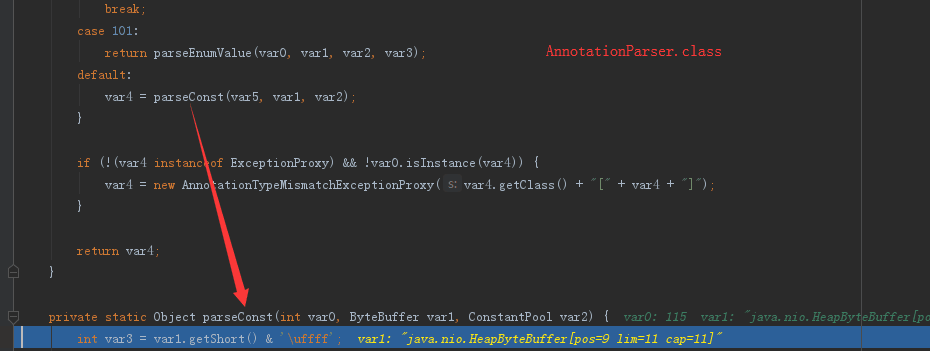 break;
case 101:
return parseEnumValue(var0, var1, var2, var3);
AnnotationParser.class
default:
var4 = parseConst(var5, var1, var2);
}
if (!(var4 instanceof ExceptionProxy) && !var0.isInstance(var4)) {
var4 = new AnnotationTypeMismatchExceptionProxy( s: var4.getClass() + "[" + var4 + "]");
}
return var4;
}
private static Object parseConst(int var0, ByteBuffer var1, ConstantPool var2) { var0: 115 var1: "java.nio.HeapByteBuffer[po
int var3 = var1.getShort() & '\uffff'; var1: "java.nio.HeapByteBuffer[pos=9 lim=11 cap=11]"